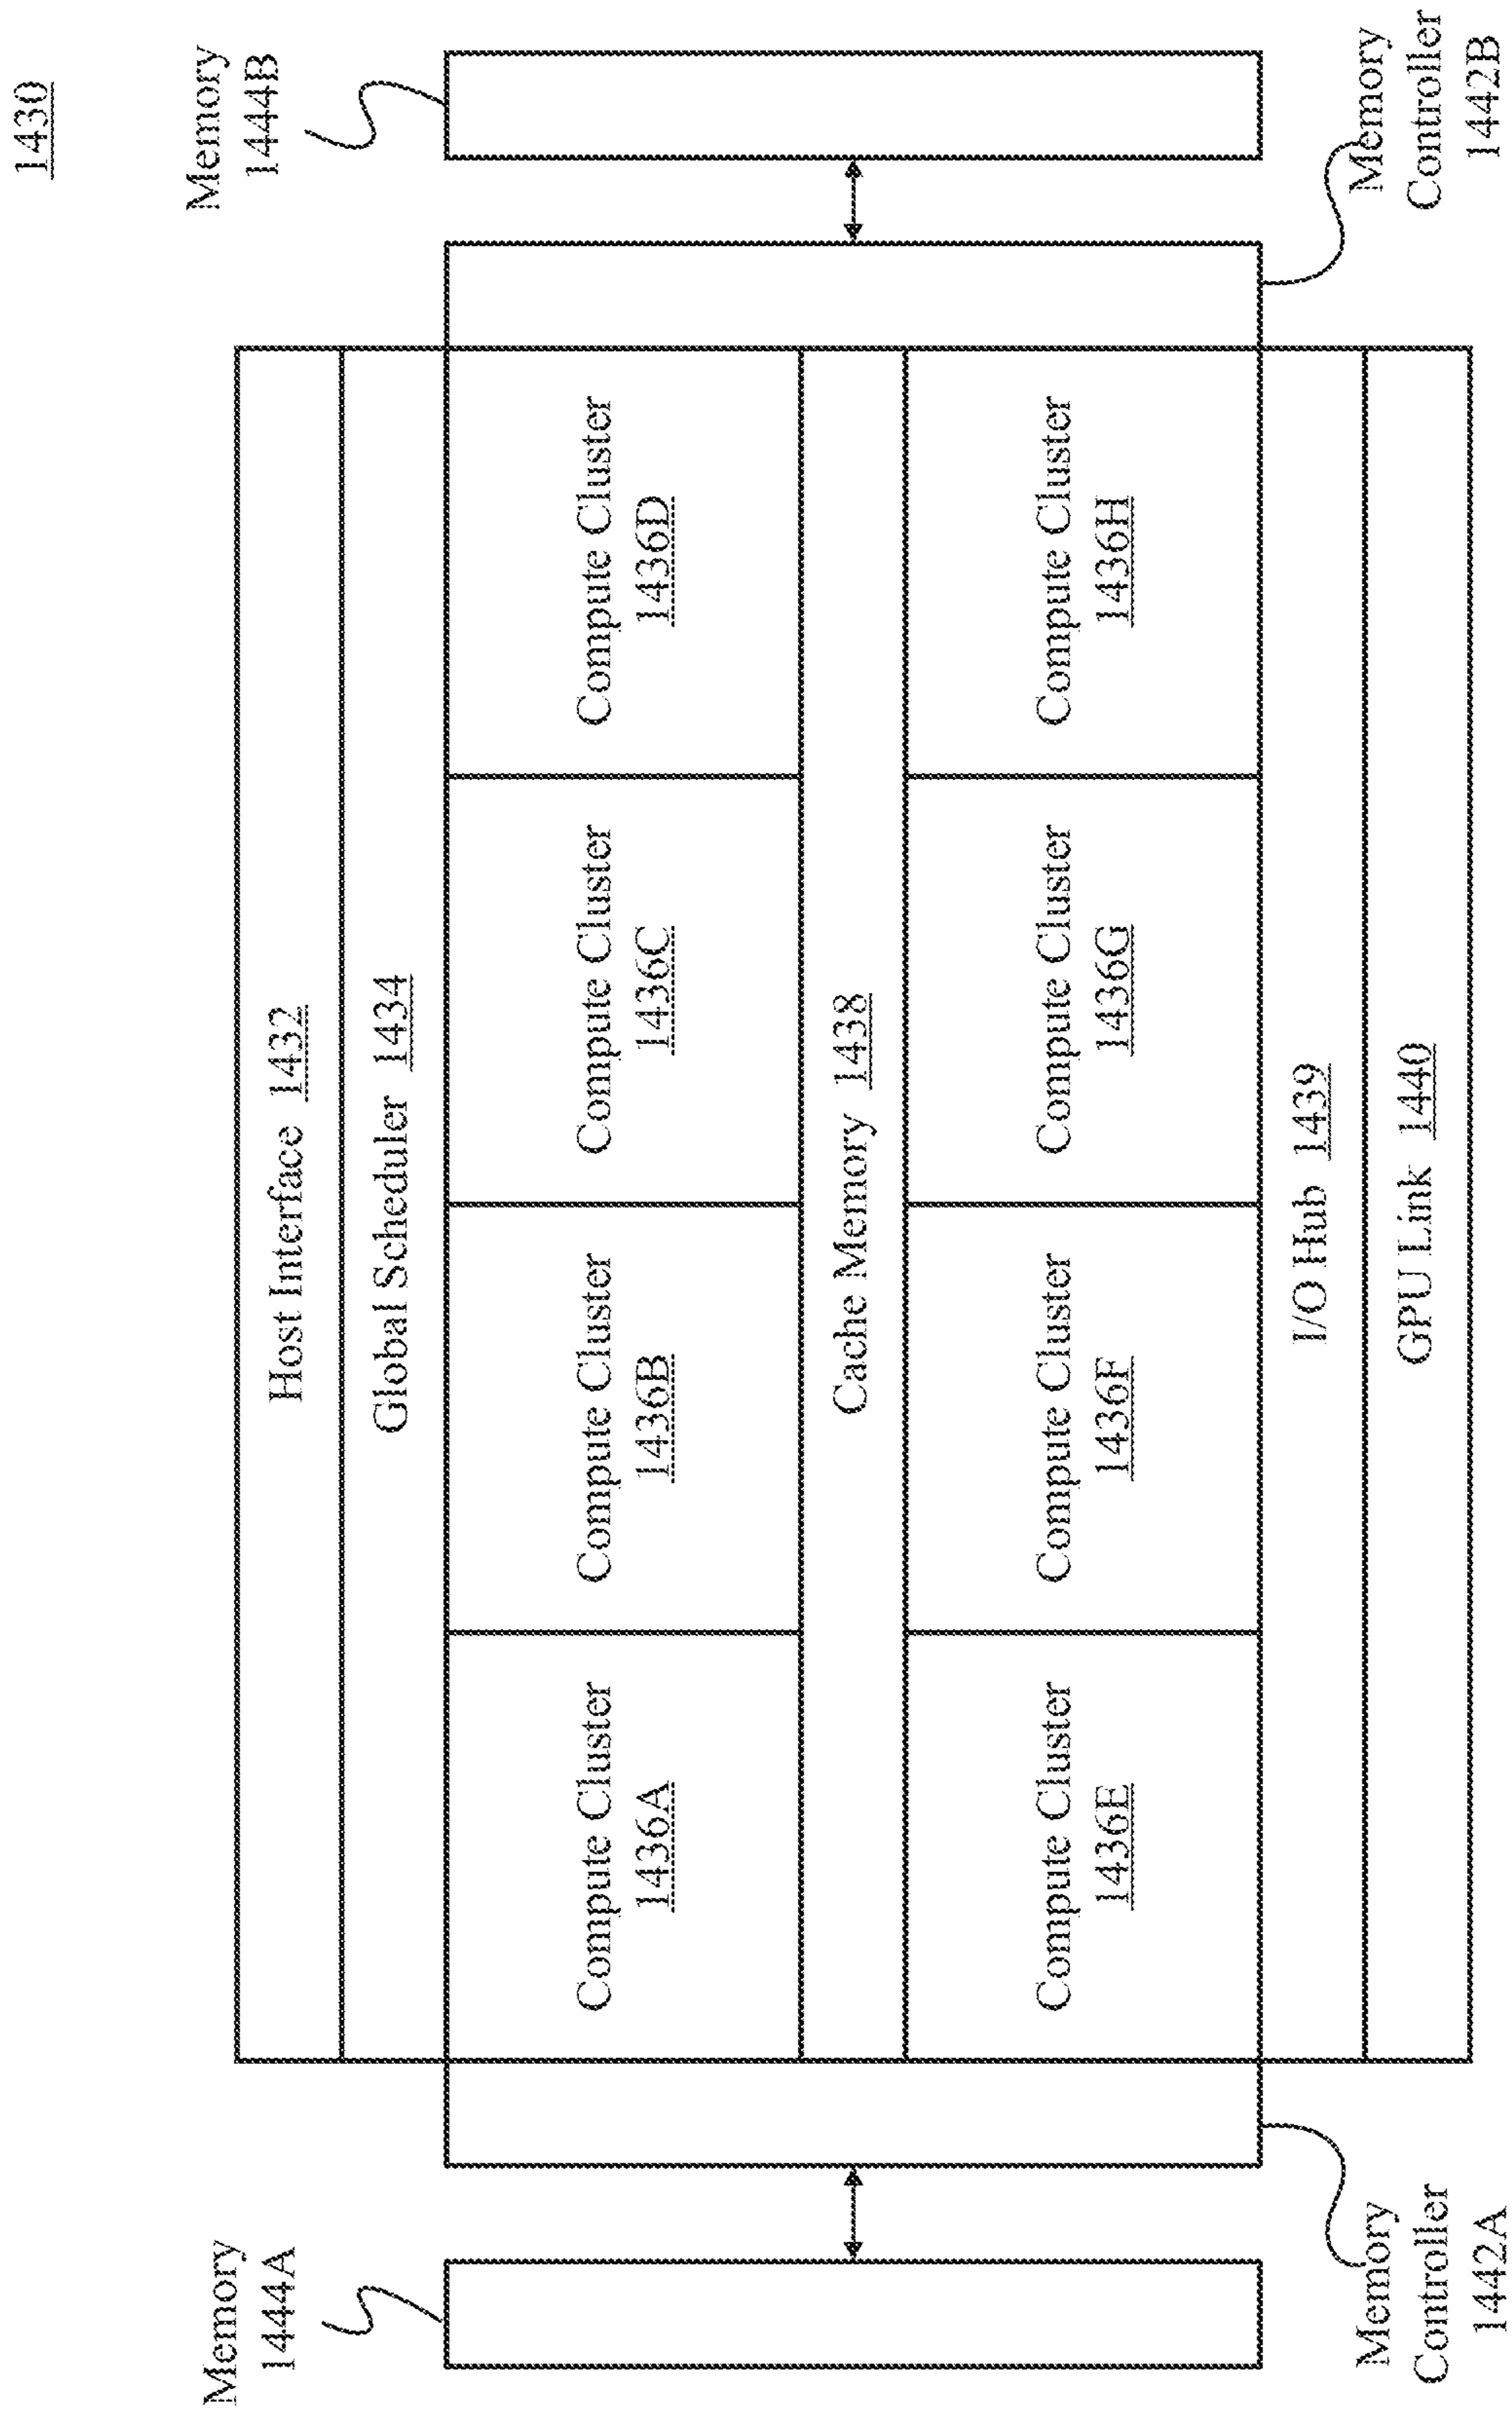 1430
Memory
1444B
Memory
Controller
1442B
Host Interface 1432
Global Scheduler 1434
Compute Cluster
1436A
Compute Cluster
1436B
Compute Cluster
1436C
Compute Cluster
1436D
Cache Memory 1438
Compute Cluster
1436E
Compute Cluster
1436F
Compute Cluster
1436G
Compute Cluster
1436H
I/O Hub 1439
GPU Link 1440
Memory
1444A
Memory
Controller
1442A